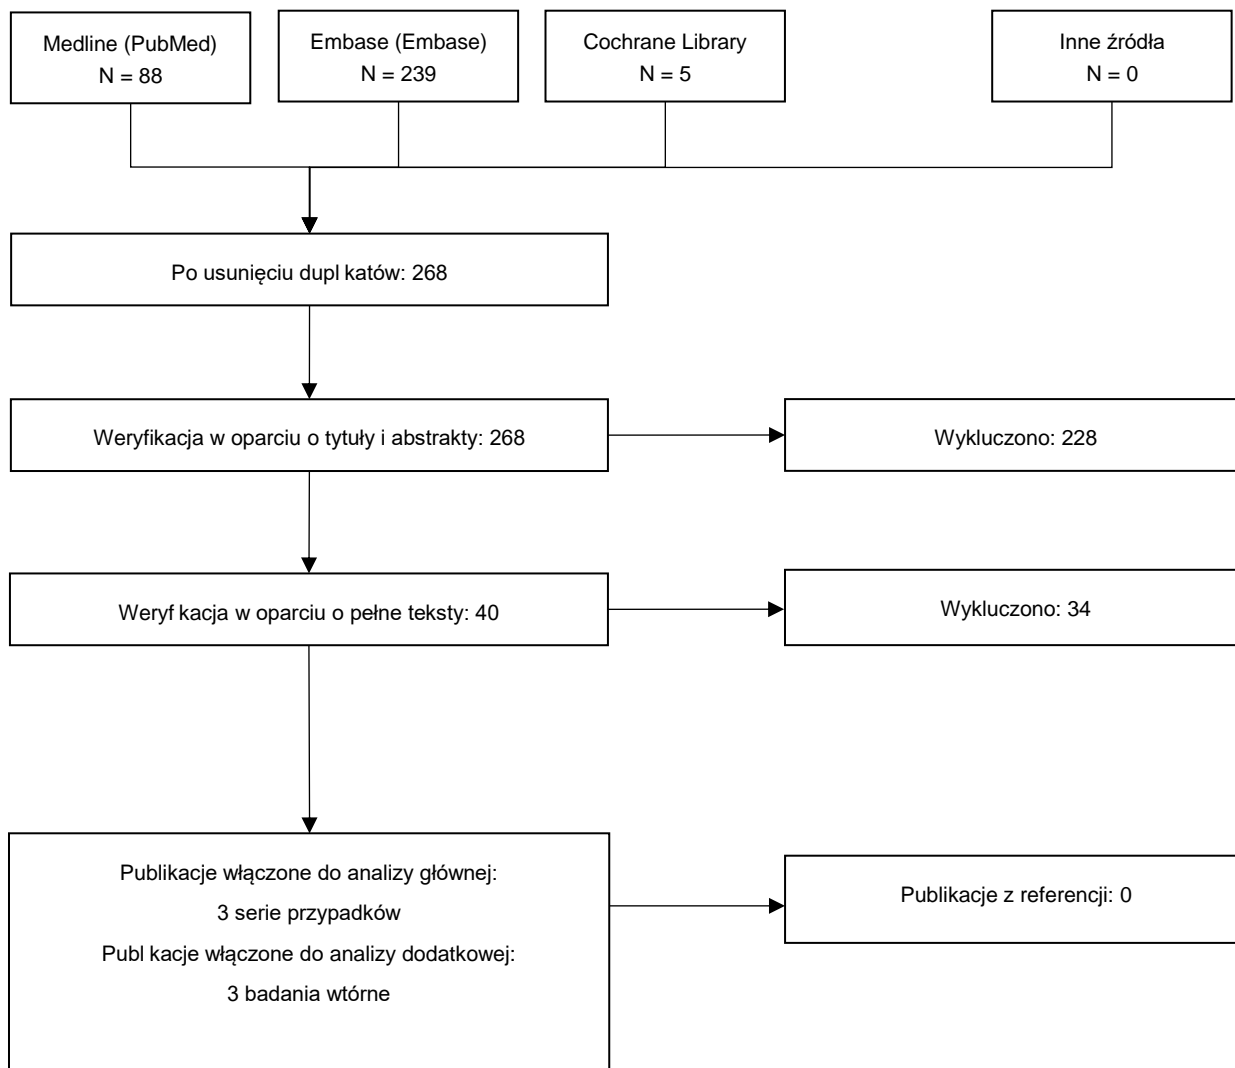 Medline (PubMed)
N = 88
Embase (Embase)
N = 239
Cochrane Library
N = 5
Inne źródła
N = 0
Po usunięciu dupl katów: 268
Weryfikacja w oparciu o tytuły i abstrakty: 268
Wykluczono: 228
Weryf kacja w oparciu o pełne teksty: 40
Wykluczono: 34
Publikacje włączone do analizy głównej:
3 serie przypadków
Publ kacje włączone do analizy dodatkowej:
3 badania wtórne
Publikacje z referencji: 0